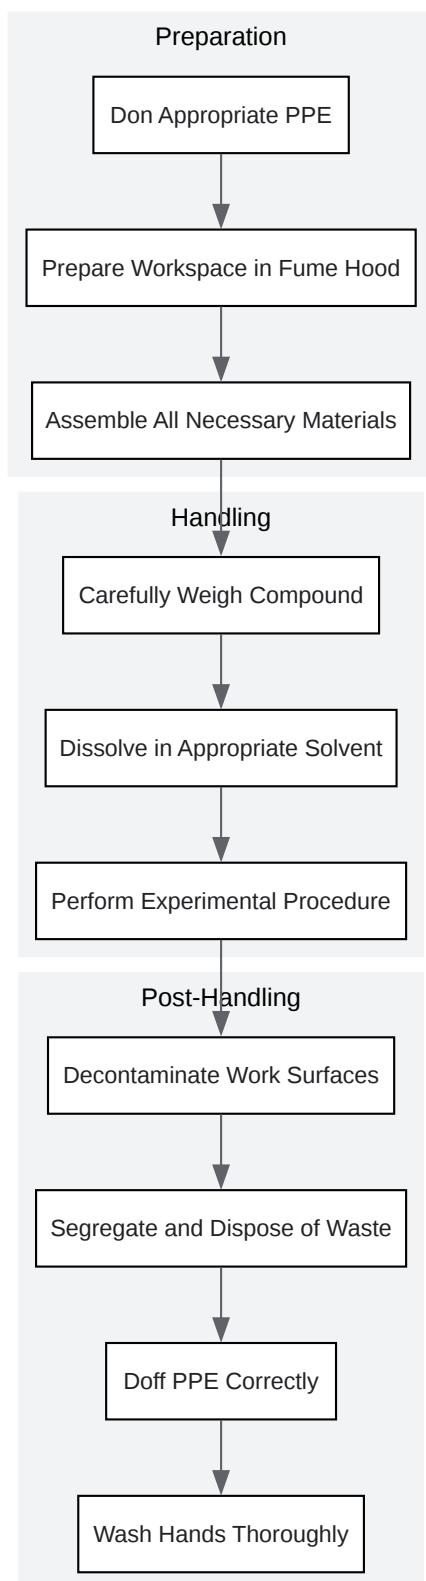 Preparation
Don Appropriate PPE
Prepare Workspace in Fume Hood
Assemble All Necessary Materials
Handling
Carefully Weigh Compound
Dissolve in Appropriate Solvent
Perform Experimental Procedure
Post-Handling
Decontaminate Work Surfaces
Segregate and Dispose of Waste
Doff PPE Correctly
Wash Hands Thoroughly